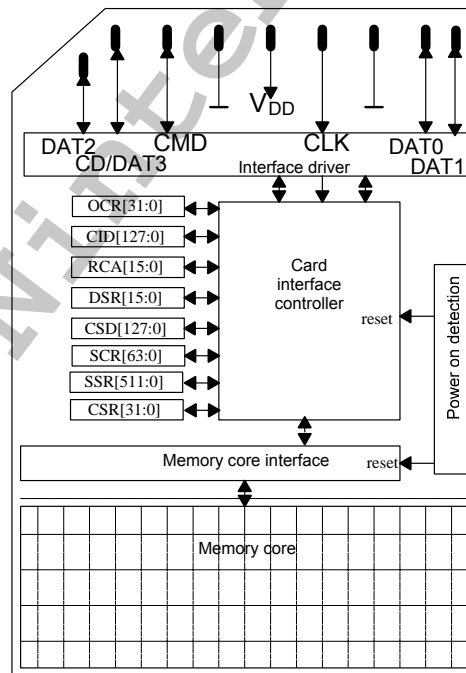 V_DD
DAT2
CMD
CLK
DAT0
CD/DAT3
DAT1
Interface driver
OCR[31:0]
CID[127:0]
RCA[15:0]
DSR[15:0]
CSD[127:0]
SCR[63:0]
SSR[511:0]
CSR[31:0]
Card
interface
controller
reset
Power on detection
Memory core interface
reset
Memory core